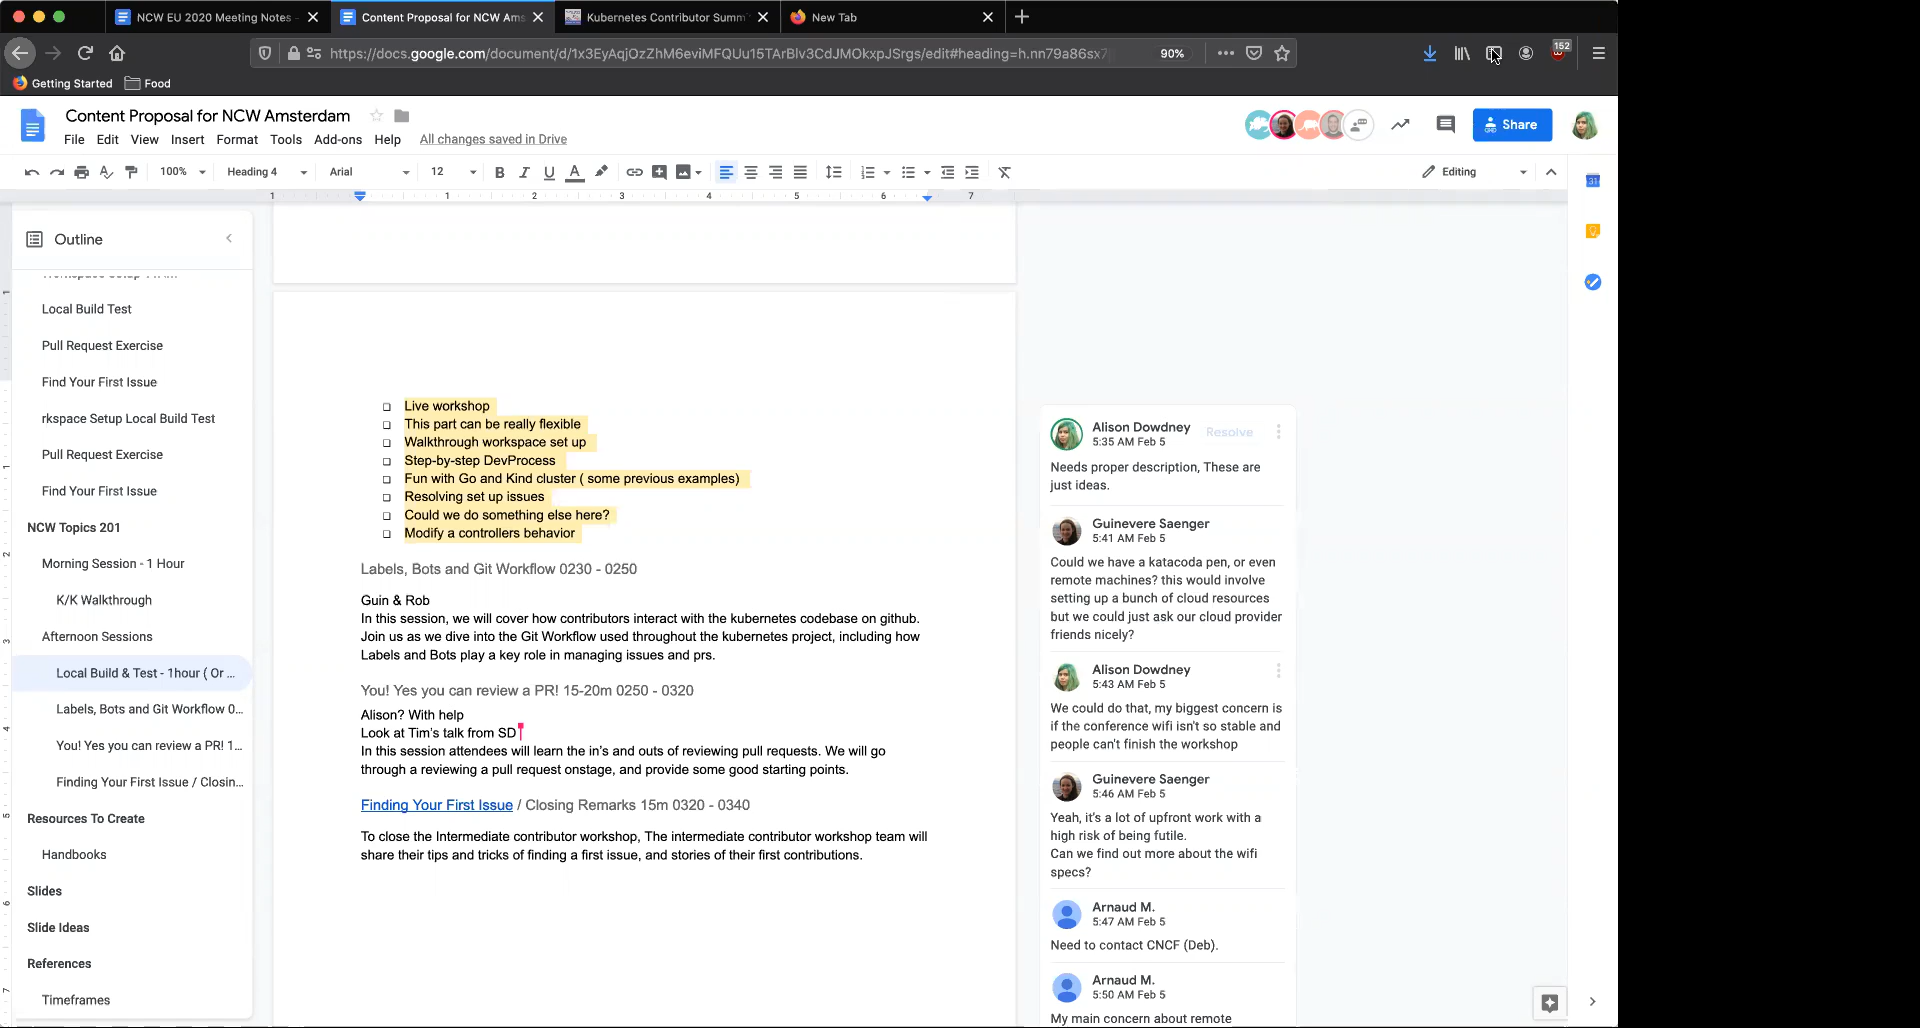 NCW EU 2020 Meeting Notes -
Content Proposal for NCW Ams
Kubernetes Contributor Summ
New Tab
https://docs.google.com/document/d/1x3EyAqjOzZhM6eviMFQUu15TArBlv3CdJMOkxpJSrgs/edit#heading=h.nn79a86sx7
90%
152
Getting Started
Food
Content Proposal for NCW Amsterdam
File Edit View Insert Format Tools Add-ons Help All changes saved in Drive
Share
100% Heading 4 Arial 12 B I U A Editing
1 1 2 3 4 5 6 7
31
Outline
Local Build Test
Pull Request Exercise
Find Your First Issue
rkspace Setup Local Build Test
Pull Request Exercise
Find Your First Issue
NCW Topics 201
Morning Session - 1 Hour
K/K Walkthrough
Afternoon Sessions
Local Build & Test - 1hour ( Or ...
Labels, Bots and Git Workflow 0...
You! Yes you can review a PR! 1...
Finding Your First Issue / Closin...
Resources To Create
Handbooks
Slides
Slide Ideas
References
Timeframes
1
1
2
3
4
5
6
7
Live workshop
This part can be really flexible
Walkthrough workspace set up
Step-by-step DevProcess
Fun with Go and Kind cluster ( some previous examples)
Resolving set up issues
Could we do something else here?
Modify a controllers behavior
Labels, Bots and Git Workflow 0230 - 0250
Guin & Rob
In this session, we will cover how contributors interact with the kubernetes codebase on github.
Join us as we dive into the Git Workflow used throughout the kubernetes project, including how
Labels and Bots play a key role in managing issues and prs.
You! Yes you can review a PR! 15-20m 0250 - 0320
Alison? With help
Look at Tim's talk from SD
In this session attendees will learn the in's and outs of reviewing pull requests. We will go
through a reviewing a pull request onstage, and provide some good starting points.
Finding Your First Issue / Closing Remarks 15m 0320 - 0340
To close the Intermediate contributor workshop, The intermediate contributor workshop team will
share their tips and tricks of finding a first issue, and stories of their first contributions.
Alison Dowdney
5:35 AM Feb 5
Resolve
Needs proper description, These are
just ideas.
Guinevere Saenger
5:41 AM Feb 5
Could we have a katacoda pen, or even
remote machines? this would involve
setting up a bunch of cloud resources
but we could just ask our cloud provider
friends nicely?
Alison Dowdney
5:43 AM Feb 5
We could do that, my biggest concern is
if the conference wifi isn't so stable and
people can't finish the workshop
Guinevere Saenger
5:46 AM Feb 5
Yeah, it's a lot of upfront work with a
high risk of being futile.
Can we find out more about the wifi
specs?
Arnaud M.
5:47 AM Feb 5
Need to contact CNCF (Deb).
Arnaud M.
5:50 AM Feb 5
My main concern about remote